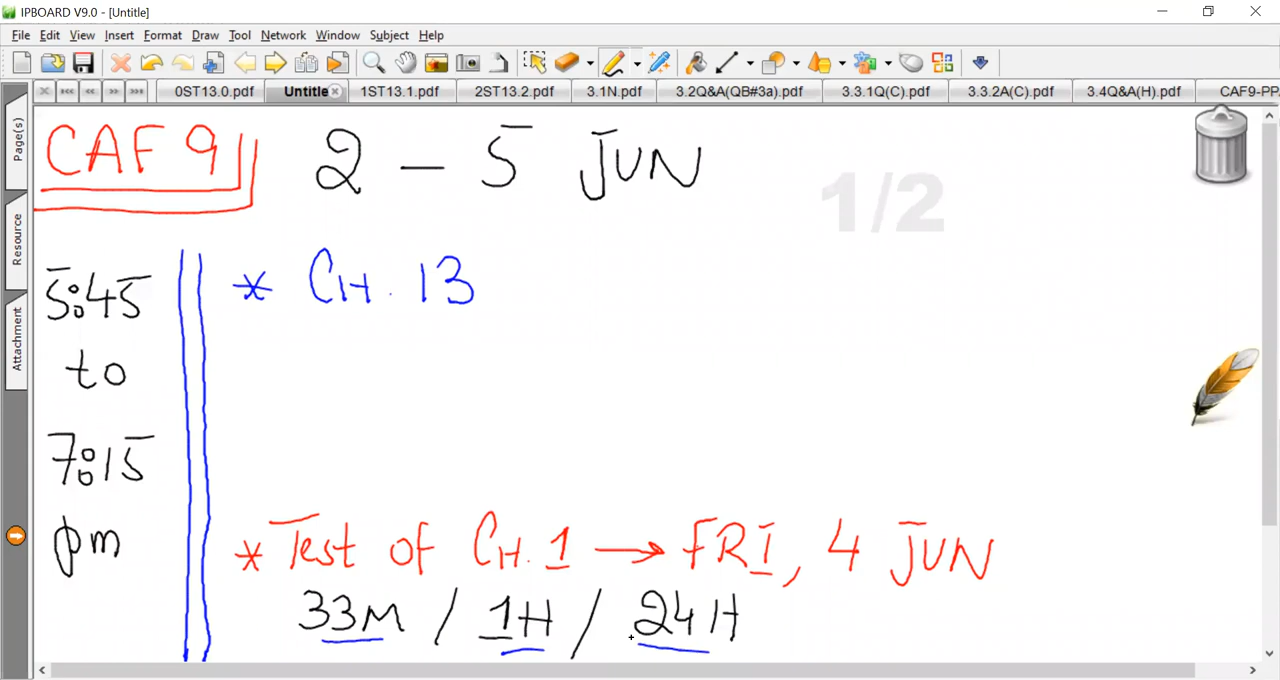 IPBOARD V9.0 - [Untitle]
File Edit View Insert Format Draw Tool Network Window Subject Help
0ST13.0.pdf Untitle 1ST13.1.pdf 2ST13.2.pdf 3.1N.pdf 3.2Q&A(QB#3a).pdf 3.3.1Q(C).pdf 3.3.2A(C).pdf 3.4Q&A(H).pdf CAF9-PP
Page(s)
Resource
Attachment
CAF 9 2 - 5 JUN
1/2
5:45
to
7:15
pm
* CH. 13
* Test of CH. 1 → FRI, 4 JUN
33M / 1H / 24H